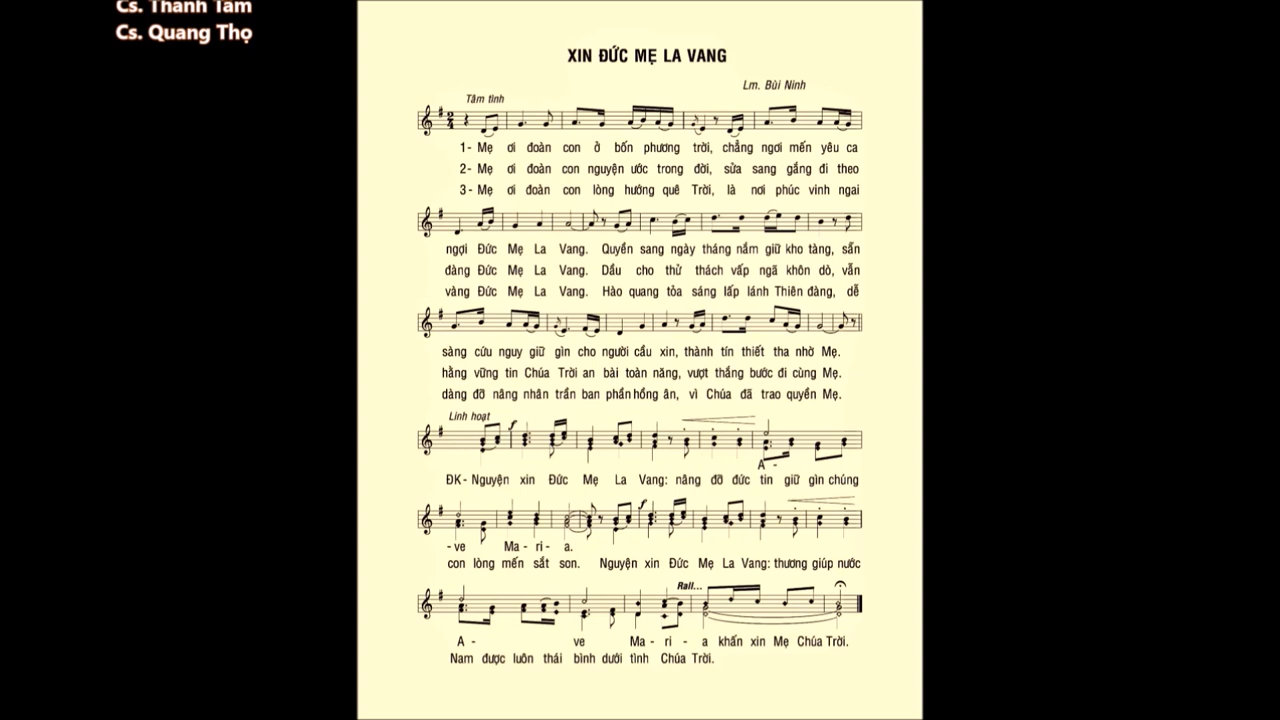 Cs. Thanh Tâm
Cs. Quang Thọ
XIN ĐỨC MẸ LA VANG
Lm. Bùi Ninh
Tâm tình
2
4
1- Mẹ ơi đoàn con ở bốn phương trời, chẳng ngơi mến yêu ca
2- Mẹ ơi đoàn con nguyện ước trong đời, sửa sang gắng đi theo
3- Mẹ ơi đoàn con lòng hướng quê Trời, là nơi phúc vinh ngai
ngợi Đức Mẹ La Vang. Quyền sang ngày tháng nắm giữ kho tàng, sẵn
đàng Đức Mẹ La Vang. Dẫu cho thử thách vấp ngã khôn dò, vẫn
vàng Đức Mẹ La Vang. Hào quang tỏa sáng lấp lánh Thiên đàng, dễ
sàng cứu nguy giữ gìn cho người cầu xin, thành tín thiết tha nhờ Mẹ.
hằng vững tin Chúa Trời an bài toàn năng, vượt thắng bước đi cùng Mẹ.
dàng đỡ nâng nhân trần ban phần hồng ân, vì Chúa đã trao quyền Mẹ.
Linh hoạt
f
A -
ĐK- Nguyện xin Đức Mẹ La Vang: nâng đỡ đức tin giữ gìn chúng
f
- ve Ma - ri - a.
con lòng mến sắt son. Nguyện xin Đức Mẹ La Vang: thương giúp nước
Rall...
A - ve Ma - ri - a khấn xin Mẹ Chúa Trời.
Nam được luôn thái bình dưới tình Chúa Trời.